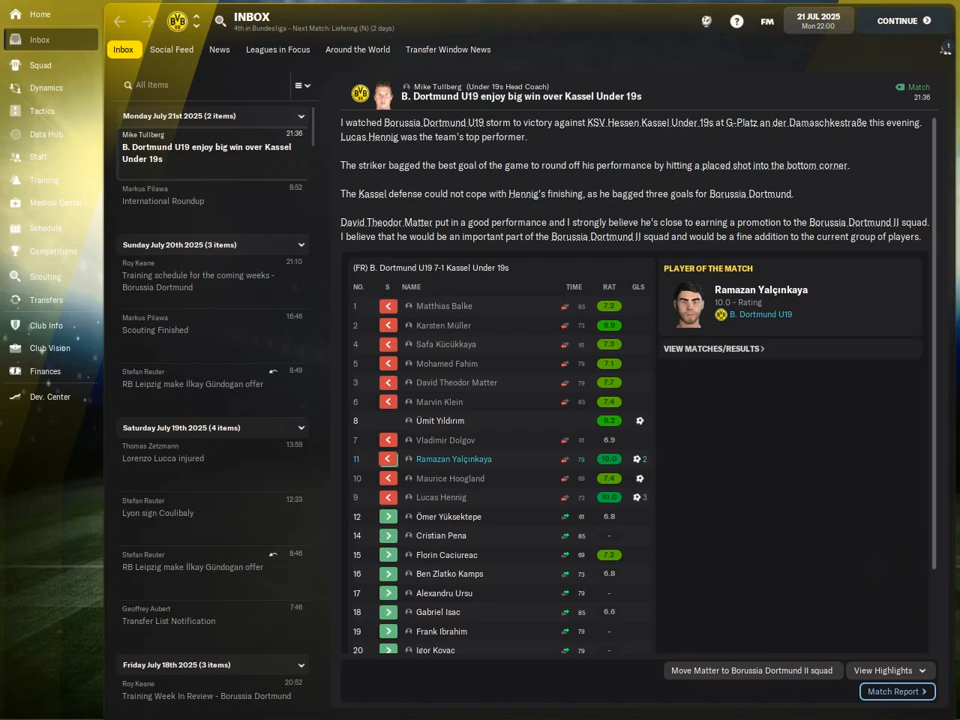 Home
Inbox
Squad
Dynamics
Tactics
Data Hub
Staff
Training
Medical Center
Schedule
Competitions
Scouting
Transfers
Club Info
Club Vision
Finances
Dev. Center
BVB
09
INBOX
4th in Bundesliga - Next Match: Liefering (N) (2 days)
?
FM
21 JUL 2025
Mon 22:00
CONTINUE
Inbox
Social Feed
News
Leagues in Focus
Around the World
Transfer Window News
1
All Items
Monday July 21st 2025 (2 items)
Mike Tullberg 21:36
B. Dortmund U19 enjoy big win over Kassel
Under 19s
Markus Pilawa 8:52
International Roundup
Sunday July 20th 2025 (3 items)
Roy Keane 21:10
Training schedule for the coming weeks -
Borussia Dortmund
Markus Pilawa 16:46
Scouting Finished
Stefan Reuter 8:49
RB Leipzig make İlkay Gündogan offer
Saturday July 19th 2025 (4 items)
Thomas Zetzmann 13:59
Lorenzo Lucca injured
Stefan Reuter 12:33
Lyon sign Coulibaly
Stefan Reuter 8:46
RB Leipzig make İlkay Gündogan offer
Geoffrey Aubert 7:46
Transfer List Notification
Friday July 18th 2025 (3 items)
Roy Keane 20:52
Training Week In Review - Borussia Dortmund
Mike Tullberg (Under 19s Head Coach)
B. Dortmund U19 enjoy big win over Kassel Under 19s
Match
21:36
I watched Borussia Dortmund U19 storm to victory against KSV Hessen Kassel Under 19s at G-Platz an der Damaschkestraße this evening.
Lucas Hennig was the team's top performer.
The striker bagged the best goal of the game to round off his performance by hitting a placed shot into the bottom corner.
The Kassel defense could not cope with Hennig's finishing, as he bagged three goals for Borussia Dortmund.
David Theodor Matter put in a good performance and I strongly believe he's close to earning a promotion to the Borussia Dortmund II squad.
I believe that he would be an important part of the Borussia Dortmund II squad and would be a fine addition to the current group of players.
(FR) B. Dortmund U19 7-1 Kassel Under 19s
NO. S NAME TIME RAT GLS
1 Matthias Balke 85 7.2
2 Karsten Müller 73 8.9
4 Safa Kücükkaya 61 7.3
5 Mohamed Fahim 79 7.1
3 David Theodor Matter 79 7.7
6 Marvin Klein 85 7.4
8 Ümit Yıldırım 9.2
7 Vladimir Dolgov 61 6.9
11 Ramazan Yalçınkaya 79 10.0 2
10 Maurice Hoogland 69 7.4
9 Lucas Hennig 73 10.0 3
12 Ömer Yüksektepe 61 6.8
14 Cristian Pena 85 -
15 Florin Caciureac 69 7.2
16 Ben Zlatko Kamps 73 6.8
17 Alexandru Ursu 79 -
18 Gabriel Isac 85 6.6
19 Frank Ibrahim 79 -
20 Igor Kovac 79 -
PLAYER OF THE MATCH
Ramazan Yalçınkaya
10.0 - Rating
B. Dortmund U19
VIEW MATCHES/RESULTS >
Move Matter to Borussia Dortmund II squad
View Highlights
Match Report >